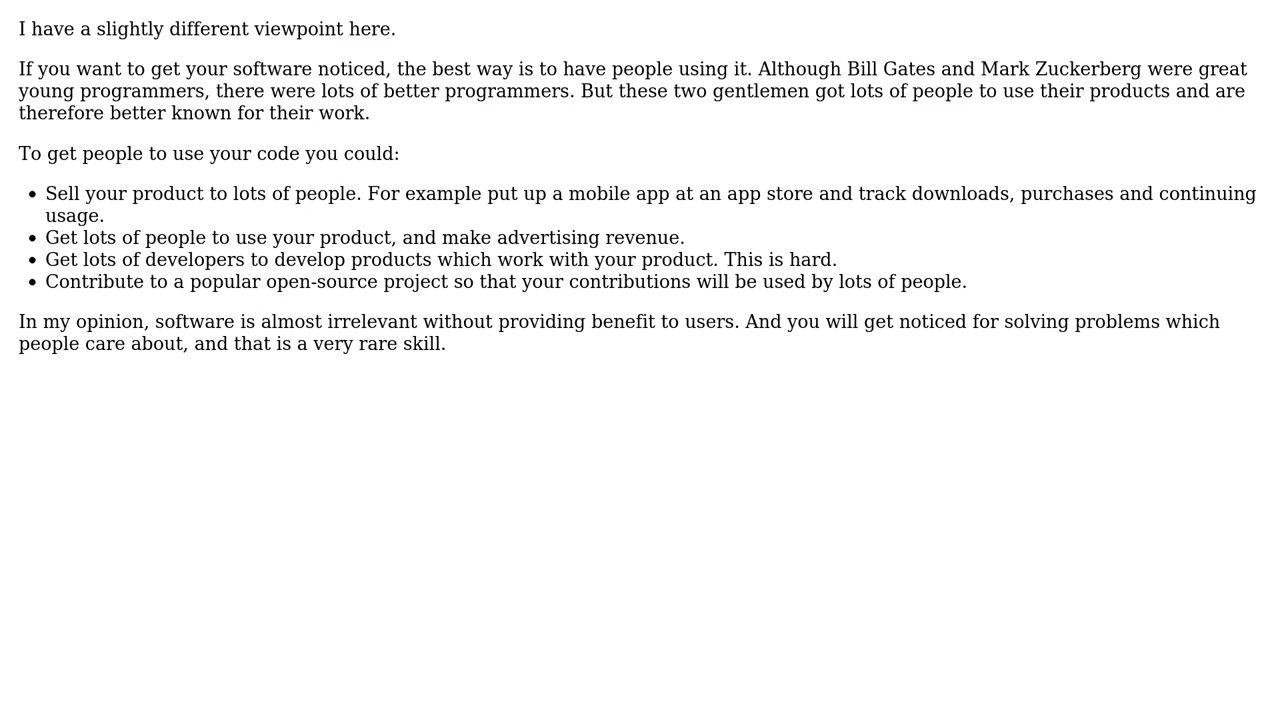 I have a slightly different viewpoint here.
If you want to get your software noticed, the best way is to have people using it. Although Bill Gates and Mark Zuckerberg were great
young programmers, there were lots of better programmers. But these two gentlemen got lots of people to use their products and are
therefore better known for their work.
To get people to use your code you could:
• Sell your product to lots of people. For example put up a mobile app at an app store and track downloads, purchases and continuing
usage.
• Get lots of people to use your product, and make advertising revenue.
• Get lots of developers to develop products which work with your product. This is hard.
• Contribute to a popular open-source project so that your contributions will be used by lots of people.
In my opinion, software is almost irrelevant without providing benefit to users. And you will get noticed for solving problems which
people care about, and that is a very rare skill.